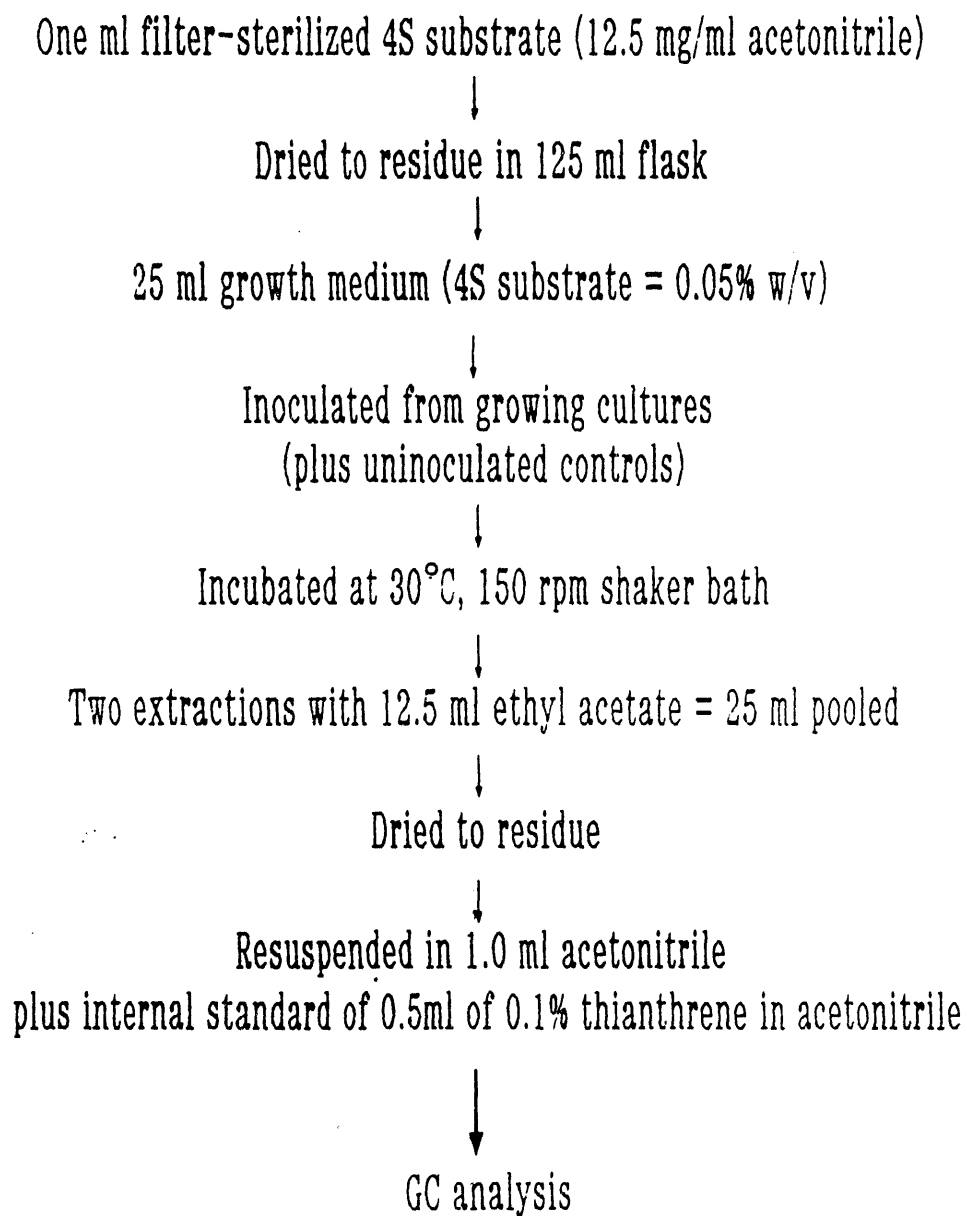 One ml filter-sterilized 4S substrate (12.5 mg/ml acetonitrile)
↓
Dried to residue in 125 ml flask
↓
25 ml growth medium (4S substrate = 0.05% w/v)
↓
Inoculated from growing cultures
(plus uninoculated controls)
↓
Incubated at 30°C, 150 rpm shaker bath
↓
Two extractions with 12.5 ml ethyl acetate = 25 ml pooled
↓
Dried to residue
↓
Resuspended in 1.0 ml acetonitrile
plus internal standard of 0.5ml of 0.1% thianthrene in acetonitrile
↓
GC analysis